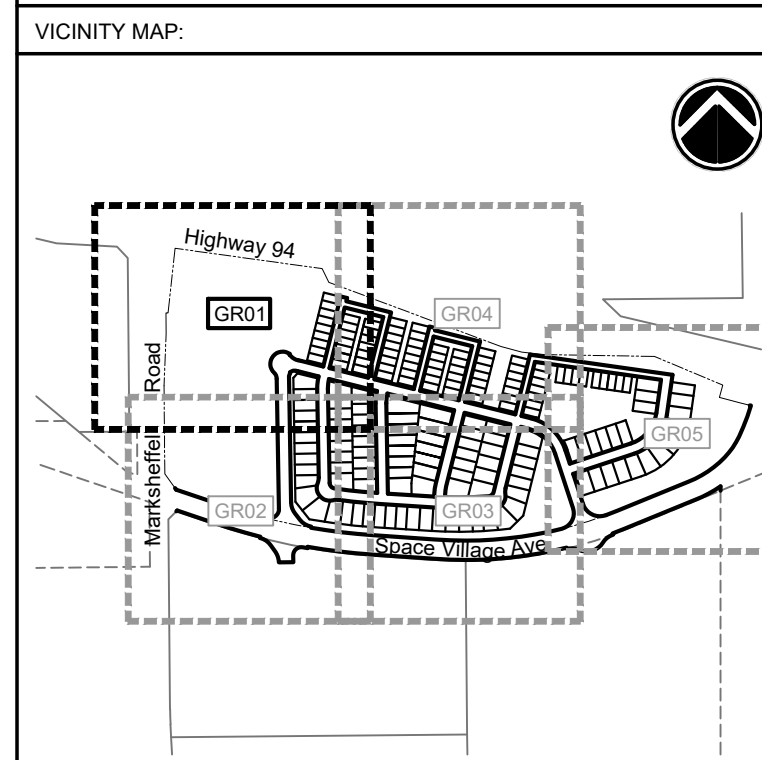 VICINITY MAP:
Highway 94
GR01
GR04
Marksheffel Road
GR05
GR02
GR03
Space Village Ave